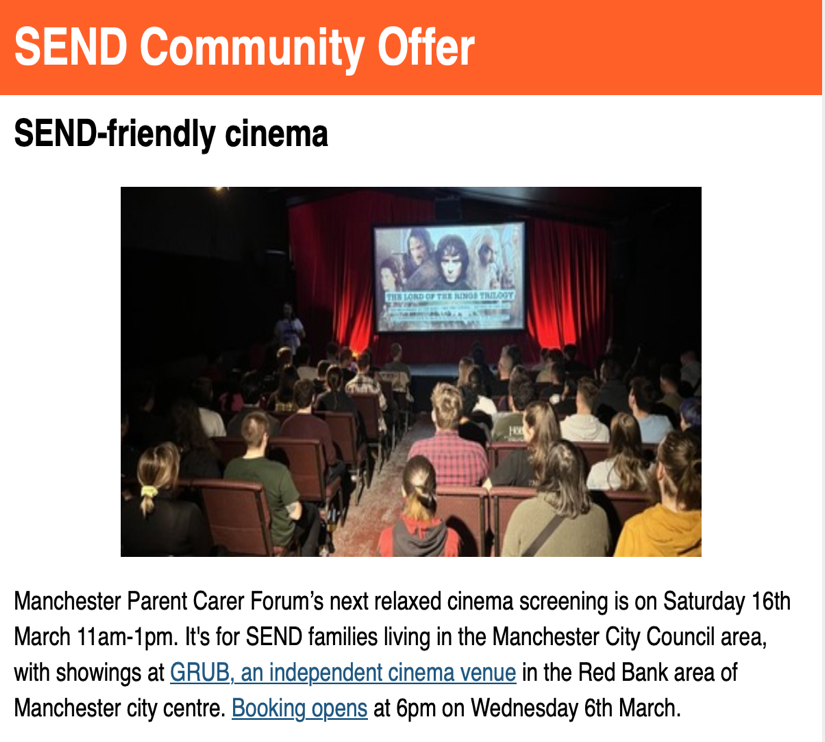 SEND Community Offer
SEND-friendly cinema
THE LORD OF THE RINGS TRILOGY
Manchester Parent Carer Forum’s next relaxed cinema screening is on Saturday 16th
March 11am-1pm. It's for SEND families living in the Manchester City Council area,
with showings at GRUB, an independent cinema venue in the Red Bank area of
Manchester city centre. Booking opens at 6pm on Wednesday 6th March.